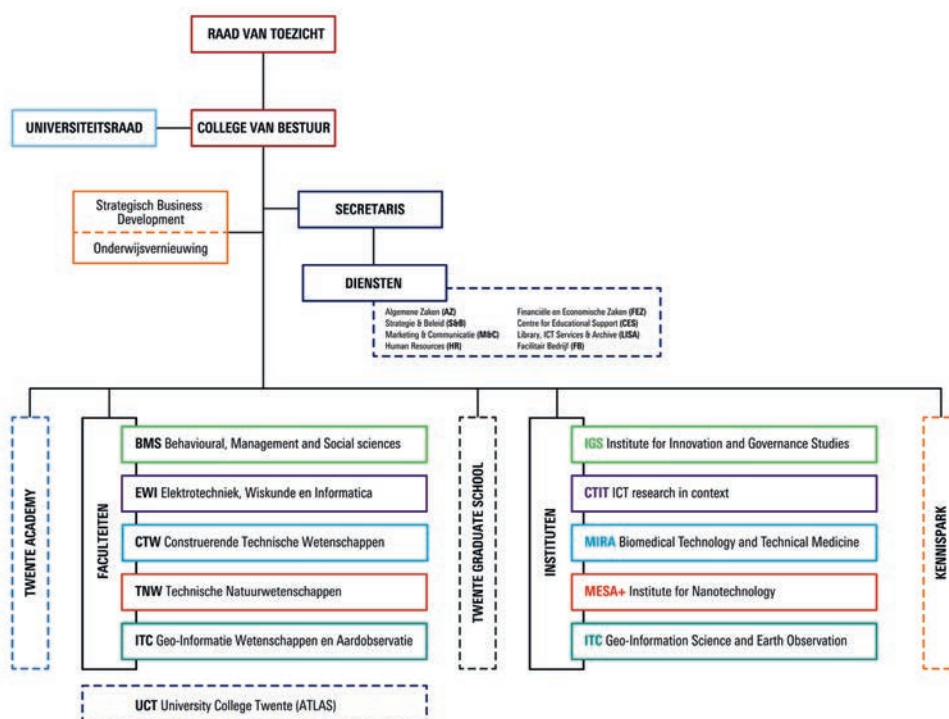 RAAD VAN TOEZICHT
UNIVERSITEITSRAAD
COLLEGE VAN BESTUUR
Strategisch Business
Development
Onderwijsvernieuwing
SECRETARIS
DIENSTEN
Algemene Zaken (AZ)
Strategie & Beleid (S&B)
Marketing & Communicatie (M&C)
Human Resources (HR)
Financiële en Economische Zaken (FEZ)
Centre for Educational Support (CES)
Library, ICT Services & Archive (LISA)
Facilitair Bedrijf (FB)
TWENTE ACADEMY
FACULTEITEN
BMS Behavioural, Management and Social sciences
EWI Elektrotechniek, Wiskunde en Informatica
CTW Construerende Technische Wetenschappen
TNW Technische Natuurwetenschappen
ITC Geo-Informatie Wetenschappen en Aardobservatie
UCT University College Twente (ATLAS)
TWENTE GRADUATE SCHOOL
INSTITUTEN
IGS Institute for Innovation and Governance Studies
CTIT ICT research in context
MIRA Biomedical Technology and Technical Medicine
MESA+ Institute for Nanotechnology
ITC Geo-Information Science and Earth Observation
KENNISPARK